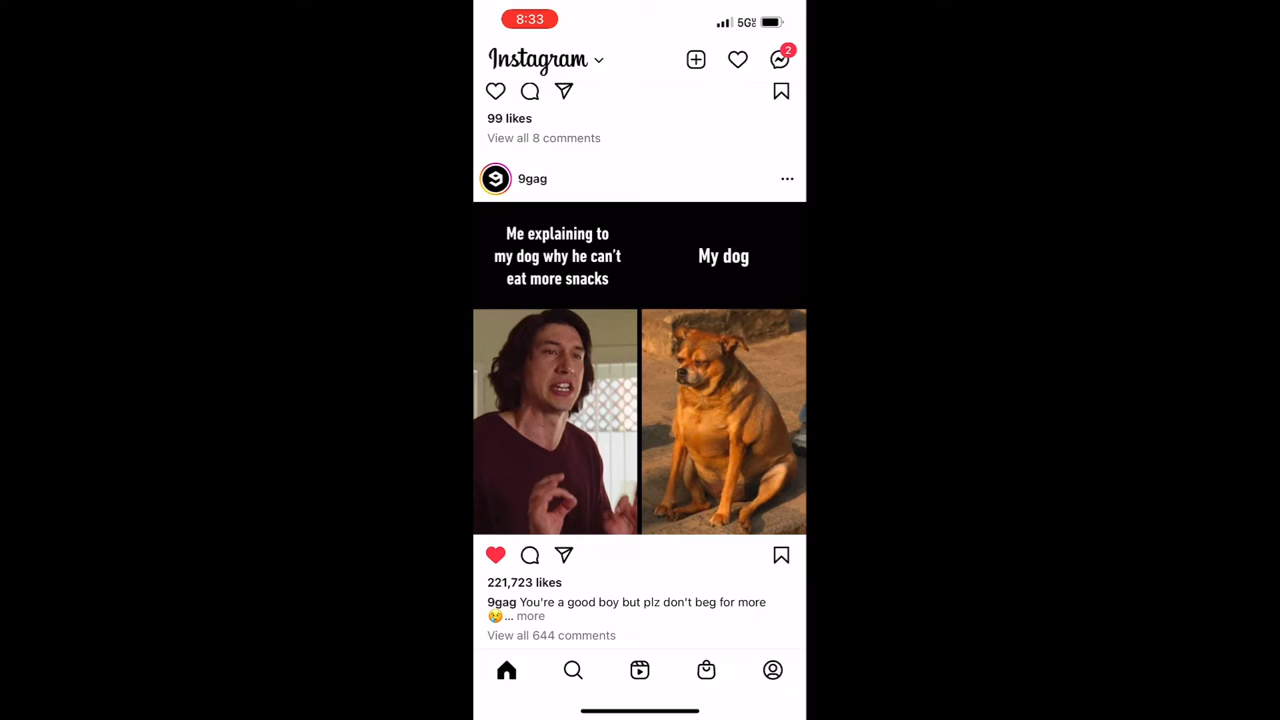 8:33
5G
Instagram
2
99 likes
View all 8 comments
9gag
Me explaining to
my dog why he can't
eat more snacks
My dog
221,723 likes
9gag You're a good boy but plz don't beg for more
😢... more
View all 644 comments